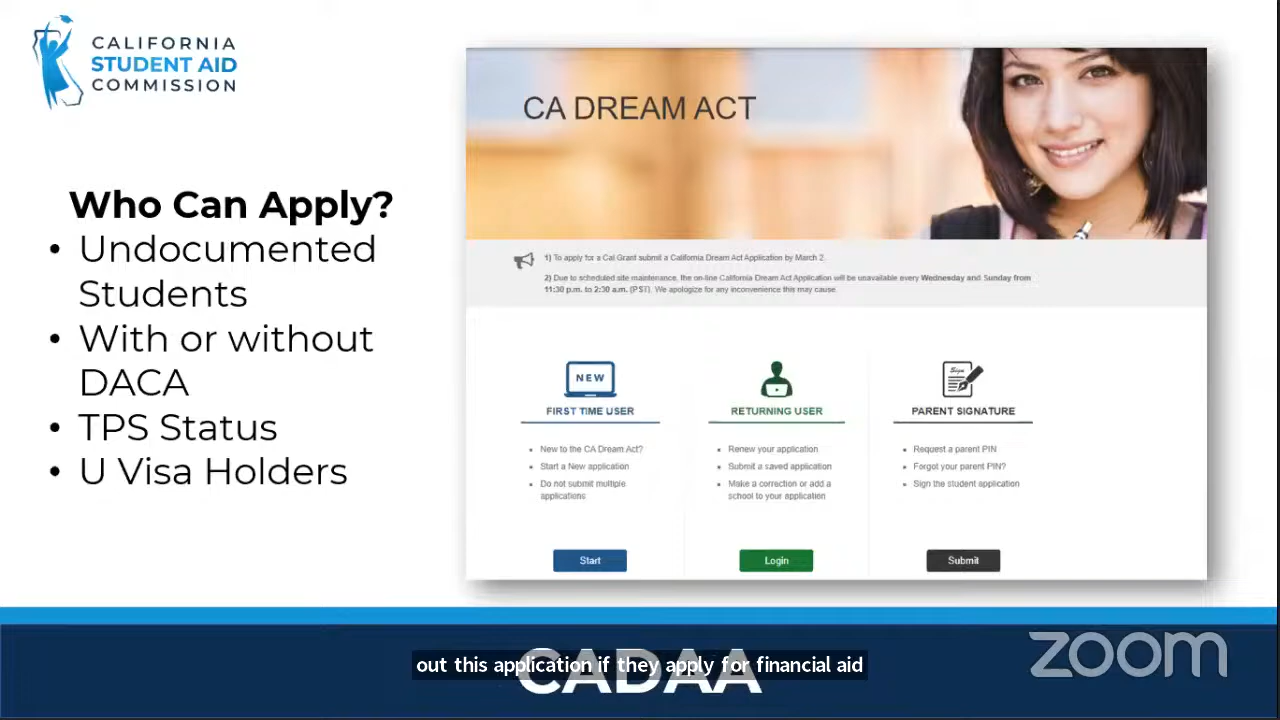 CALIFORNIA
STUDENT AID
COMMISSION
Who Can Apply?
• Undocumented
Students
• With or without
DACA
• TPS Status
• U Visa Holders
CA DREAM ACT
1) To apply for a Cal Grant submit a California Dream Act Application by March 2.
2) Due to scheduled site maintenance, the on-line California Dream Act Application will be unavailable every Wednesday and Sunday from
11:30 p.m. to 2:30 a.m. (PST). We apologize for any inconvenience this may cause.
NEW
FIRST TIME USER
• New to the CA Dream Act?
• Start a New application
• Do not submit multiple
applications
Start
RETURNING USER
• Renew your application
• Submit a saved application
• Make a correction or add a
school to your application
Login
Sign
PARENT SIGNATURE
• Request a parent PIN
• Forgot your parent PIN?
• Sign the student application
Submit
CADAA
out this application if they apply for financial aid
zoom